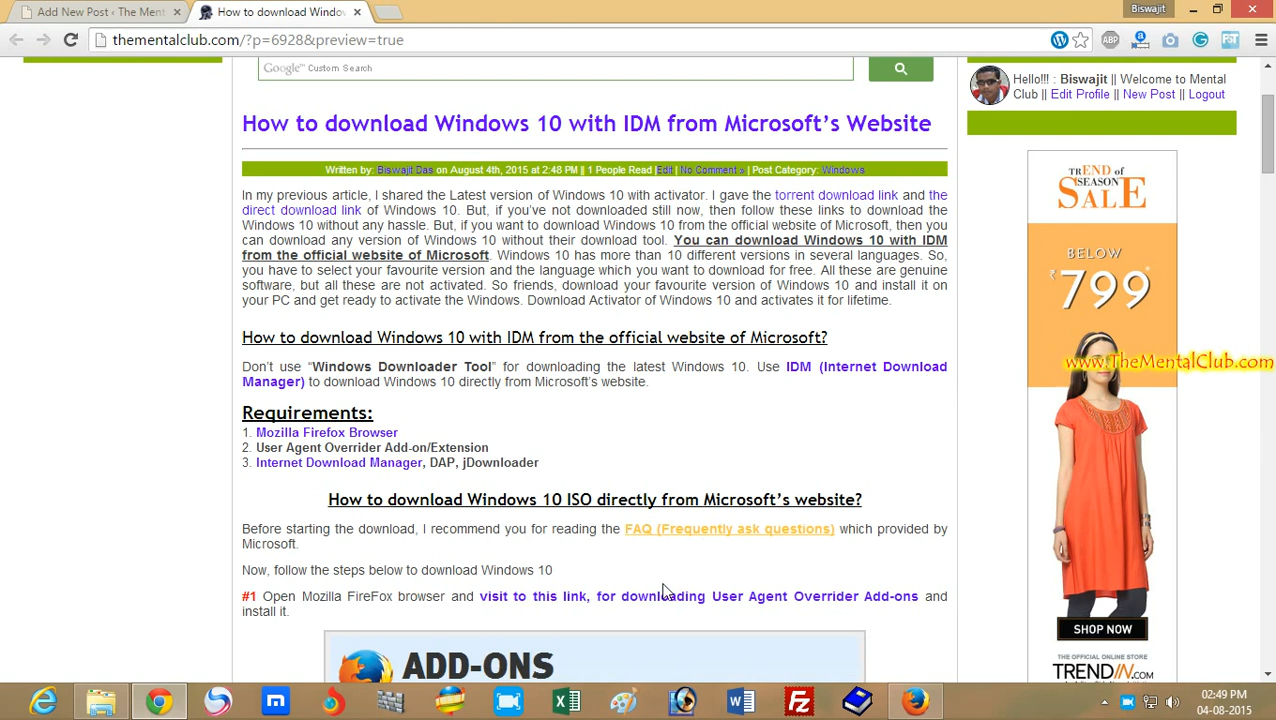 Add New Post ‹ The Ment
How to download Windo
Biswajit
thementalclub.com/?p=6928&preview=true
ABP
Google™ Custom Search
Hello!!! : Biswajit || Welcome to Mental
Club || Edit Profile || New Post || Logout
How to download Windows 10 with IDM from Microsoft's Website
Written by: Biswajit Das on August 4th, 2015 at 2:48 PM || 1 People Read |Edit| No Comment » | Post Category: Windows
In my previous article, I shared the Latest version of Windows 10 with activator. I gave the torrent download link and the
direct download link of Windows 10. But, if you've not downloaded still now, then follow these links to download the
Windows 10 without any hassle. But, if you want to download Windows 10 from the official website of Microsoft, then you
can download any version of Windows 10 without their download tool. You can download Windows 10 with IDM
from the official website of Microsoft. Windows 10 has more than 10 different versions in several languages. So,
you have to select your favourite version and the language which you want to download for free. All these are genuine
software, but all these are not activated. So friends, download your favourite version of Windows 10 and install it on
your PC and get ready to activate the Windows. Download Activator of Windows 10 and activates it for lifetime.
How to download Windows 10 with IDM from the official website of Microsoft?
Don't use “Windows Downloader Tool” for downloading the latest Windows 10. Use IDM (Internet Download
Manager) to download Windows 10 directly from Microsoft's website.
Requirements:
1. Mozilla Firefox Browser
2. User Agent Overrider Add-on/Extension
3. Internet Download Manager, DAP, jDownloader
How to download Windows 10 ISO directly from Microsoft's website?
Before starting the download, I recommend you for reading the FAQ (Frequently ask questions) which provided by
Microsoft.
Now, follow the steps below to download Windows 10
#1 Open Mozilla FireFox browser and visit to this link, for downloading User Agent Overrider Add-ons and
install it.
ADD-ONS
TREND OF
SEASON
SALE
BELOW
₹799*
www.TheMentalClub.com
SHOP NOW
THE OFFICIAL ONLINE STORE
TRENDIN.COM
02:49 PM
04-08-2015